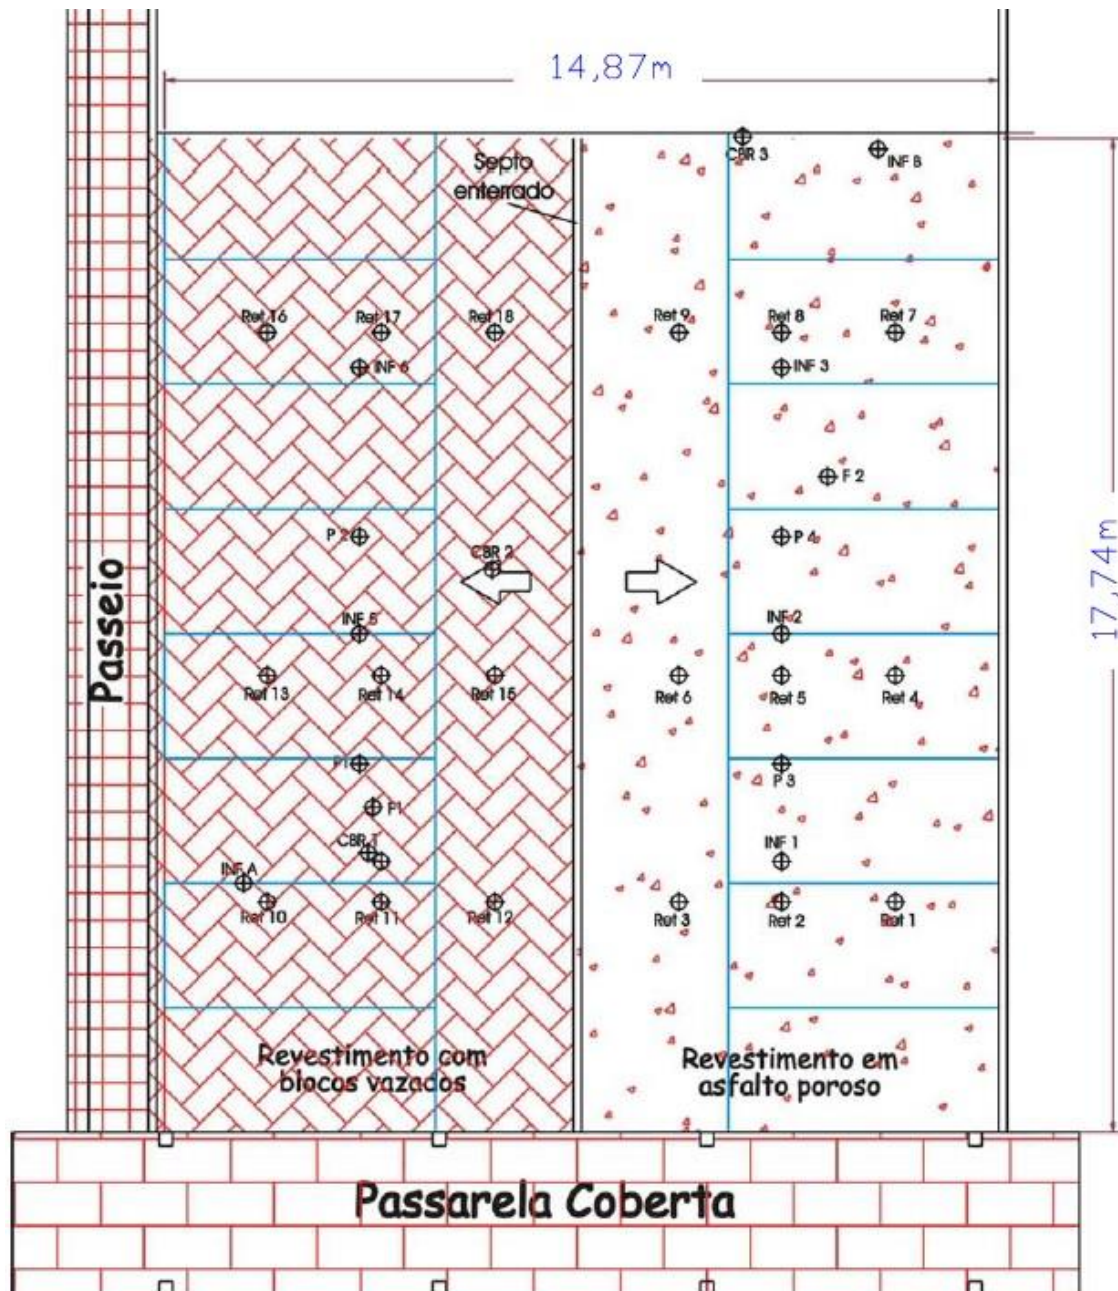 14,87m
CBR 3
INF B
Septo
enterrado
Ret 16
Ret 17
Ret 18
Ret 9
Ret 8
Ret 7
INF 6
INF 3
F 2
P 2
P 4
CBR 2
17,74m
Passeio
INF 5
INF 2
Ret 13
Ret 14
Ret 15
Ret 6
Ret 5
Ret 4
P1
P 3
F1
CBR 1
INF 1
INF A
Ret 10
Ret 11
Ret 12
Ret 3
Ret 2
Ret 1
Revestimento com
blocos vazados
Revestimento em
asfalto poroso
Passarela Coberta